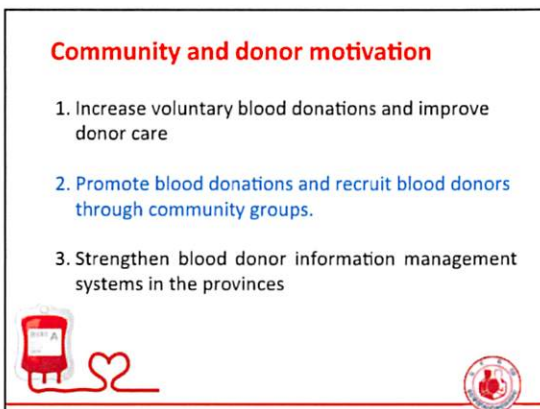 Community and donor motivation
1. Increase voluntary blood donations and improve
donor care
2. Promote blood donations and recruit blood donors
through community groups.
3. Strengthen blood donor information management
systems in the provinces
A